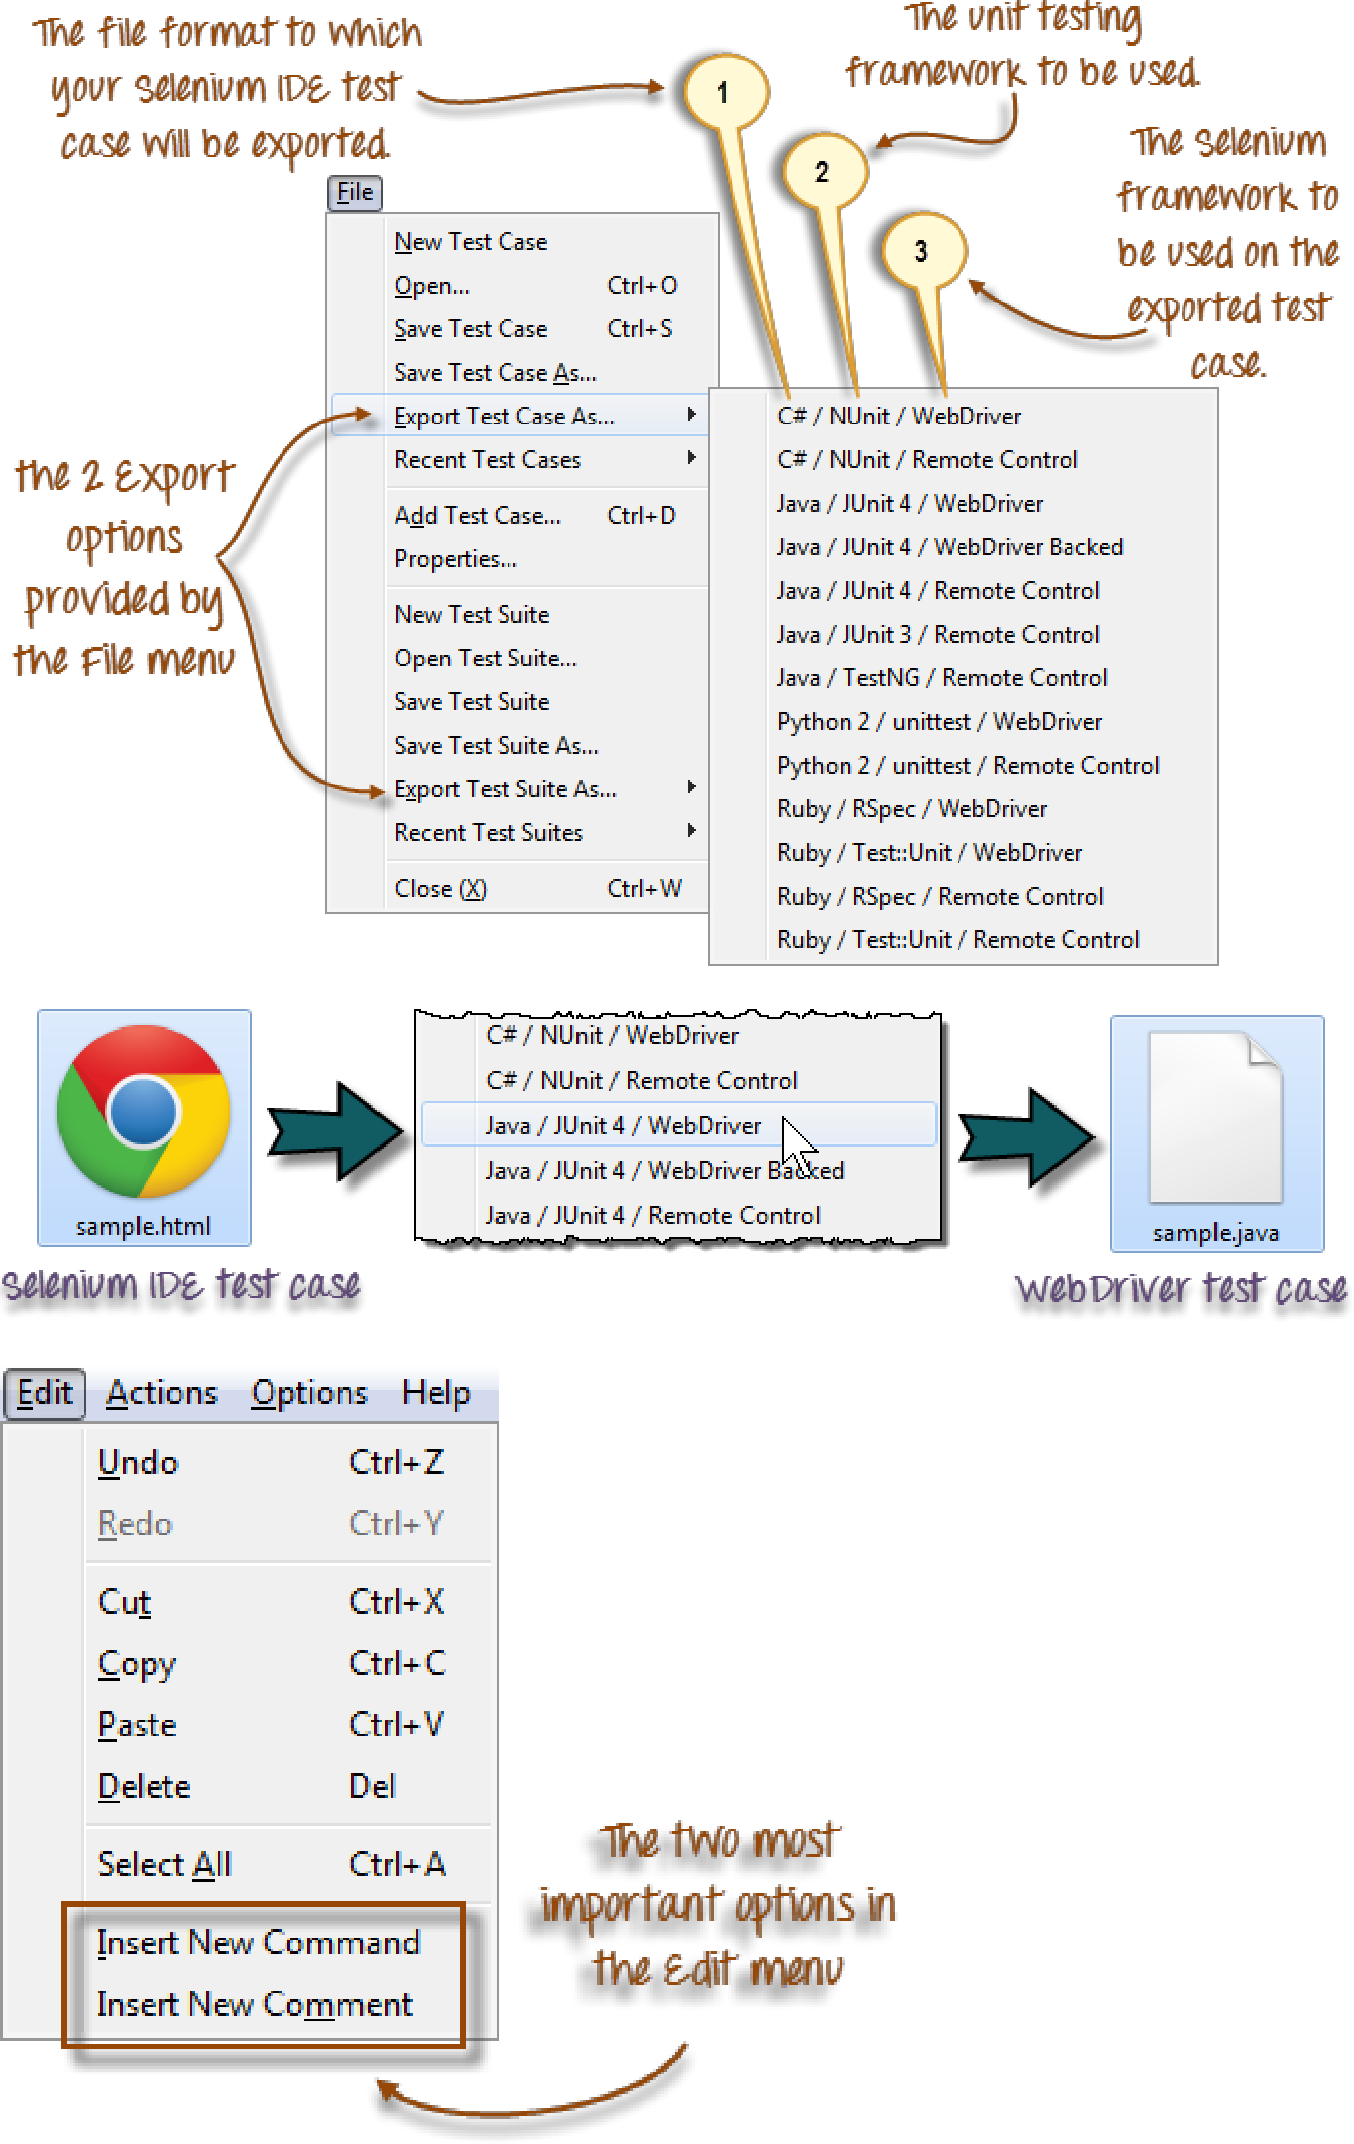 The file format to which
your Selenium IDE test
case will be exported.
The unit testing
framework to be used.
The Selenium
framework to
be used on the
exported test
case.
1
2
3
the 2 Export
options
provided by
the File menu
File
New Test Case
Open... Ctrl+O
Save Test Case Ctrl+S
Save Test Case As...
Export Test Case As...
Recent Test Cases
Add Test Case... Ctrl+D
Properties...
New Test Suite
Open Test Suite...
Save Test Suite
Save Test Suite As...
Export Test Suite As...
Recent Test Suites
Close (X) Ctrl+W
C# / NUnit / WebDriver
C# / NUnit / Remote Control
Java / JUnit 4 / WebDriver
Java / JUnit 4 / WebDriver Backed
Java / JUnit 4 / Remote Control
Java / JUnit 3 / Remote Control
Java / TestNG / Remote Control
Python 2 / unittest / WebDriver
Python 2 / unittest / Remote Control
Ruby / RSpec / WebDriver
Ruby / Test::Unit / WebDriver
Ruby / RSpec / Remote Control
Ruby / Test::Unit / Remote Control
sample.html
Selenium IDE test case
C# / NUnit / WebDriver
C# / NUnit / Remote Control
Java / JUnit 4 / WebDriver
Java / JUnit 4 / WebDriver Backed
Java / JUnit 4 / Remote Control
sample.java
WebDriver test case
Edit Actions Options Help
Undo Ctrl+Z
Redo Ctrl+Y
Cut Ctrl+X
Copy Ctrl+C
Paste Ctrl+V
Delete Del
Select All Ctrl+A
Insert New Command
Insert New Comment
The two most
important options in
the Edit menu